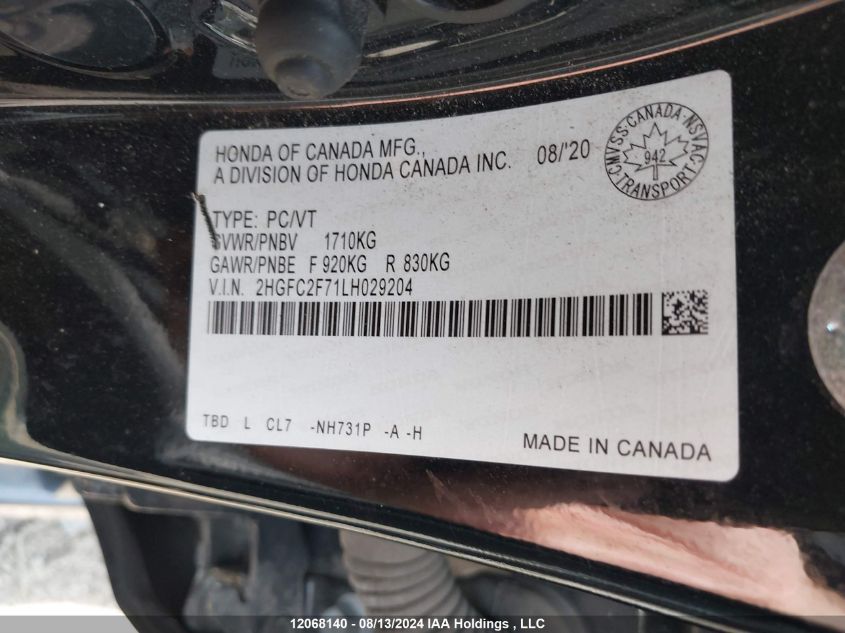 HONDA OF CANADA MFG.,
A DIVISION OF HONDA CANADA INC. 08/'20
CMVSS·CANADA·NSVAC·TRANSPORT·
942
TYPE: PC/VT
GVWR/PNBV 1710KG
GAWR/PNBE F 920KG R 830KG
V.I.N. 2HGFC2F71LH029204
TBD L CL7 -NH731P -A -H
MADE IN CANADA
12068140 - 08/13/2024 IAA Holdings , LLC